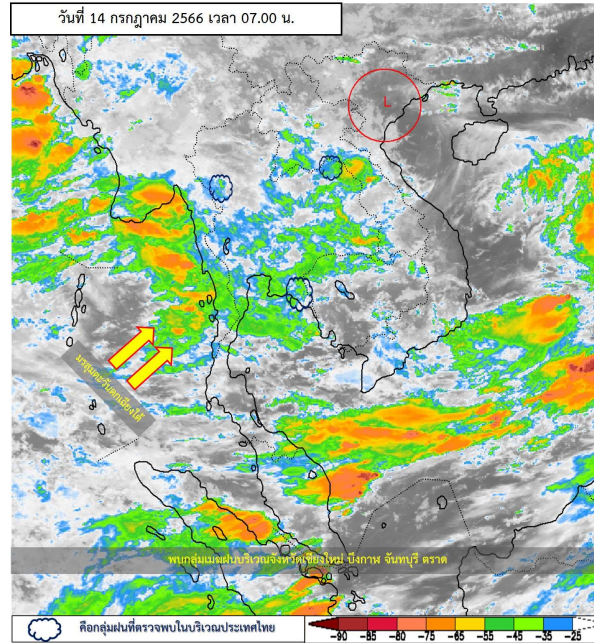 วันที่ 14 กรกฎาคม 2566 เวลา 07.00 น.
L
มรสุมตะวันตกเฉียงใต้
พบกลุ่มเมฆฝนบริเวณจังหวัดเชียงใหม่ บึงกาฬ จันทบุรี ตราด
คือกลุ่มฝนที่ตรวจพบในบริเวณประเทศไทย
-90 -85 -80 -75 -65 -55 -45 -35 -25